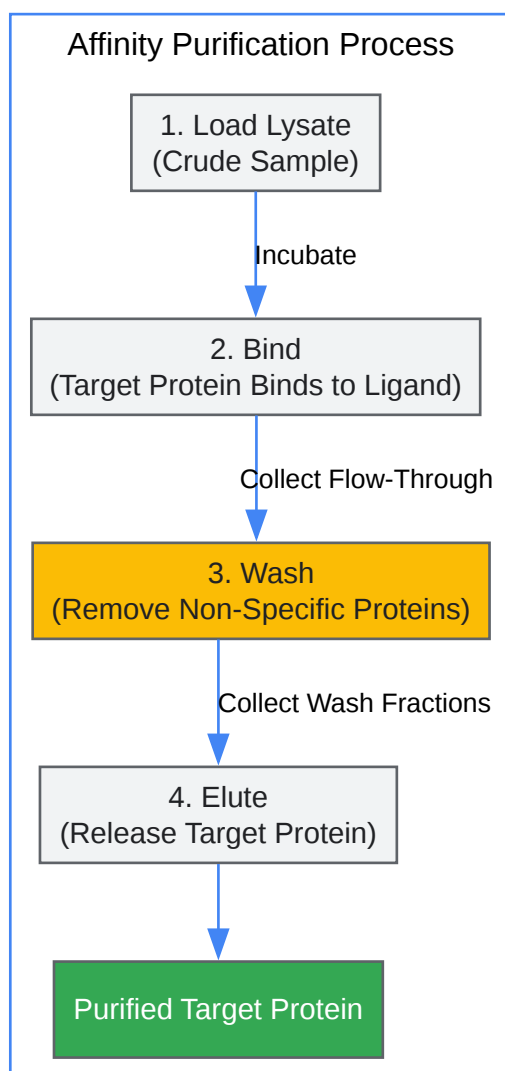 Affinity Purification Process
1. Load Lysate
(Crude Sample)
Incubate
2. Bind
(Target Protein Binds to Ligand)
Collect Flow-Through
3. Wash
(Remove Non-Specific Proteins)
Collect Wash Fractions
4. Elute
(Release Target Protein)
Purified Target Protein